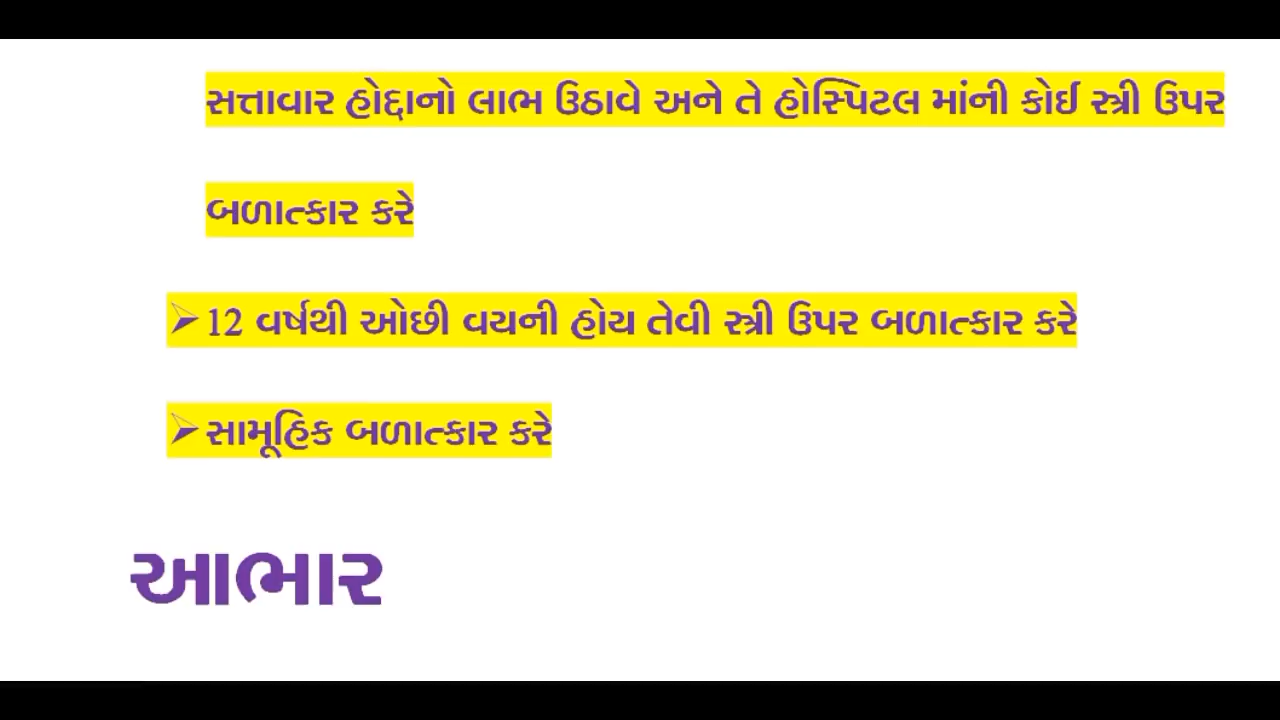 સત્તાવાર હોદ્દાનો લાભ ઉઠાવે અને તે હોસ્પિટલ માંની કોઈ સ્ત્રી ઉપર
બળાત્કાર કરે
➢ 12 વર્ષથી ઓછી વયની હોય તેવી સ્ત્રી ઉપર બળાત્કાર કરે
➢ સામૂહિક બળાત્કાર કરે
આભાર